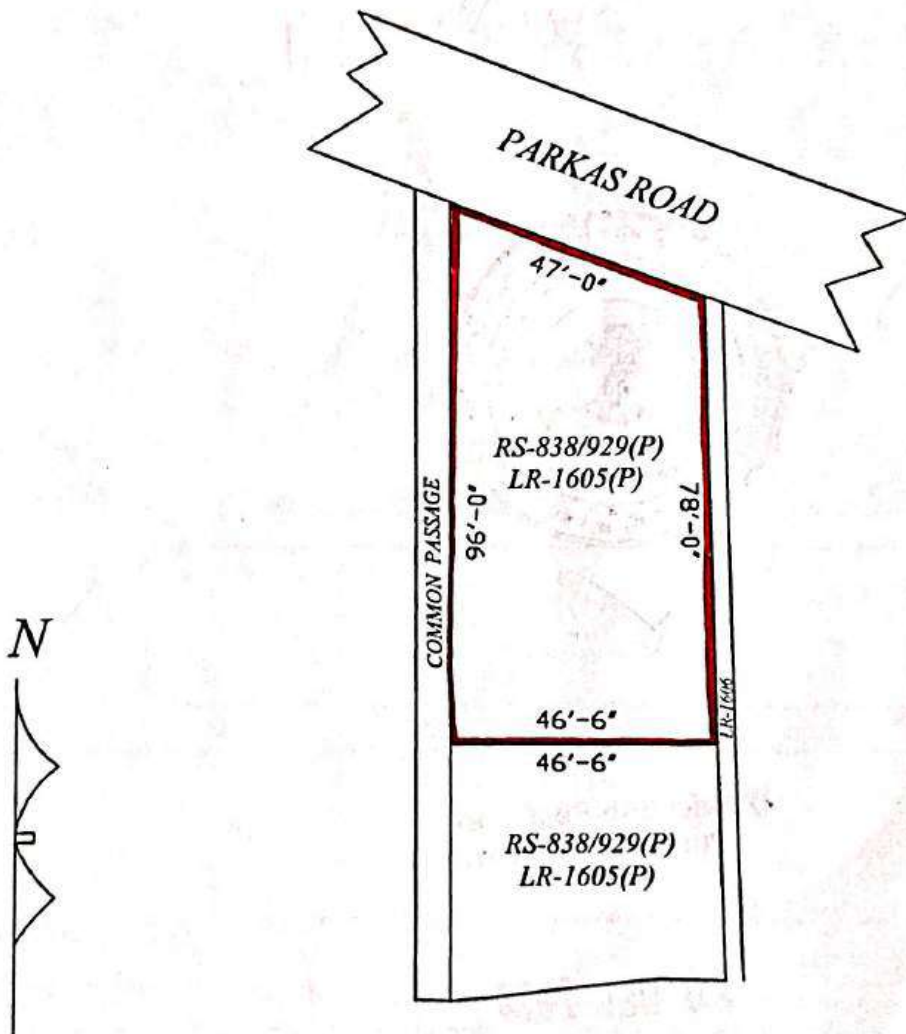 PARKAS ROAD
47'-0"
RS-838/929(P)
LR-1605(P)
COMMON PASSAGE
96'-0"
78'-0"
N
46'-6"
LR-1606
46'-6"
RS-838/929(P)
LR-1605(P)